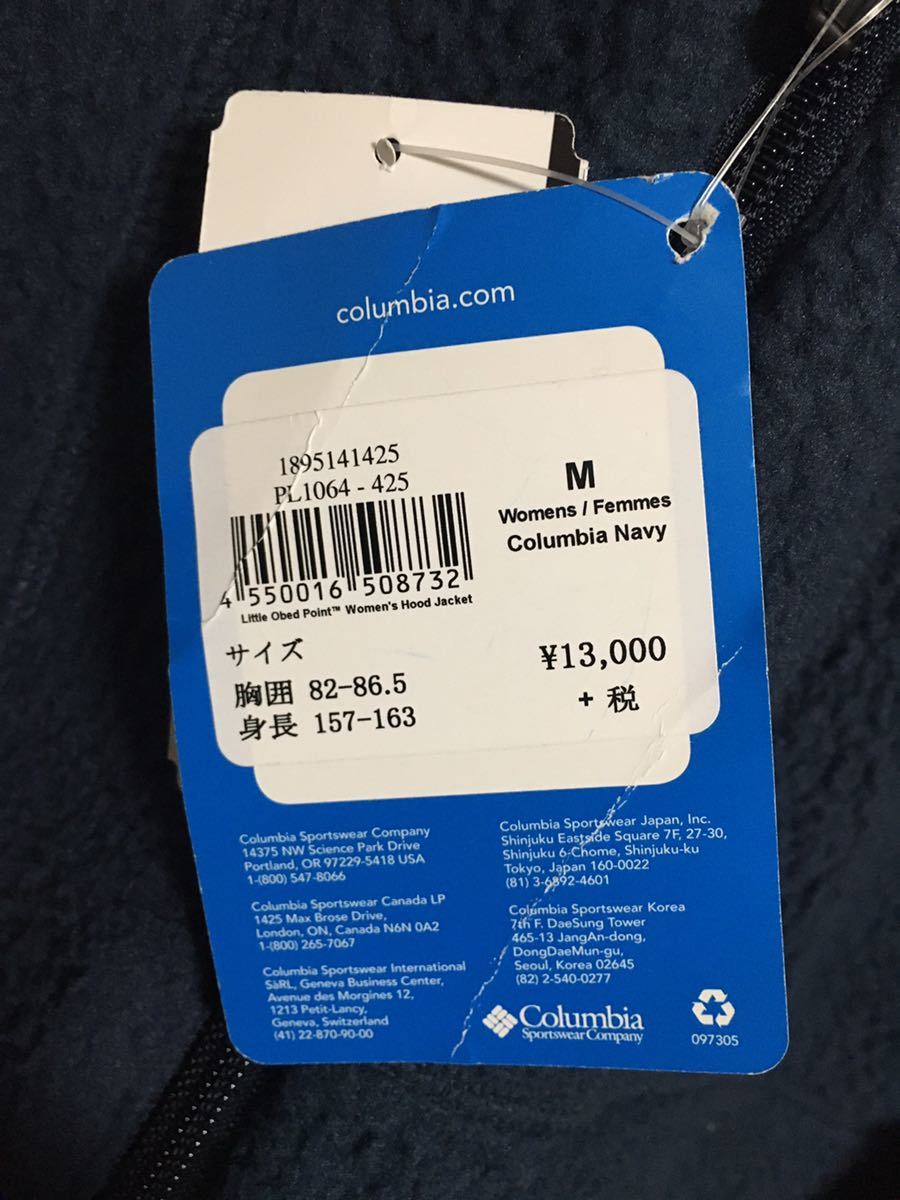 columbia.com
1895141425
PL1064 - 425
4 550016 508732
Little Obed Point™ Women's Hood Jacket
M
Womens / Femmes
Columbia Navy
サイズ
胸囲 82-86.5
身長 157-163
¥13,000
+ 税
Columbia Sportswear Company
14375 NW Science Park Drive
Portland, OR 97229-5418 USA
1-(800) 547-8066
Columbia Sportswear Canada LP
1425 Max Brose Drive,
London, ON, Canada N6N 0A2
1-(800) 265-7067
Columbia Sportswear International
SàRL, Geneva Business Center,
Avenue des Morgines 12,
1213 Petit-Lancy,
Geneva, Switzerland
(41) 22-870-90-00
Columbia Sportswear Japan, Inc.
Shinjuku Eastside Square 7F, 27-30,
Shinjuku 6-Chome, Shinjuku-ku
Tokyo, Japan 160-0022
(81) 3-6892-4601
Columbia Sportswear Korea
7th F. DaeSung Tower
465-13 JangAn-dong,
DongDaeMun-gu,
Seoul, Korea 02645
(82) 2-540-0277
Columbia
Sportswear Company
097305